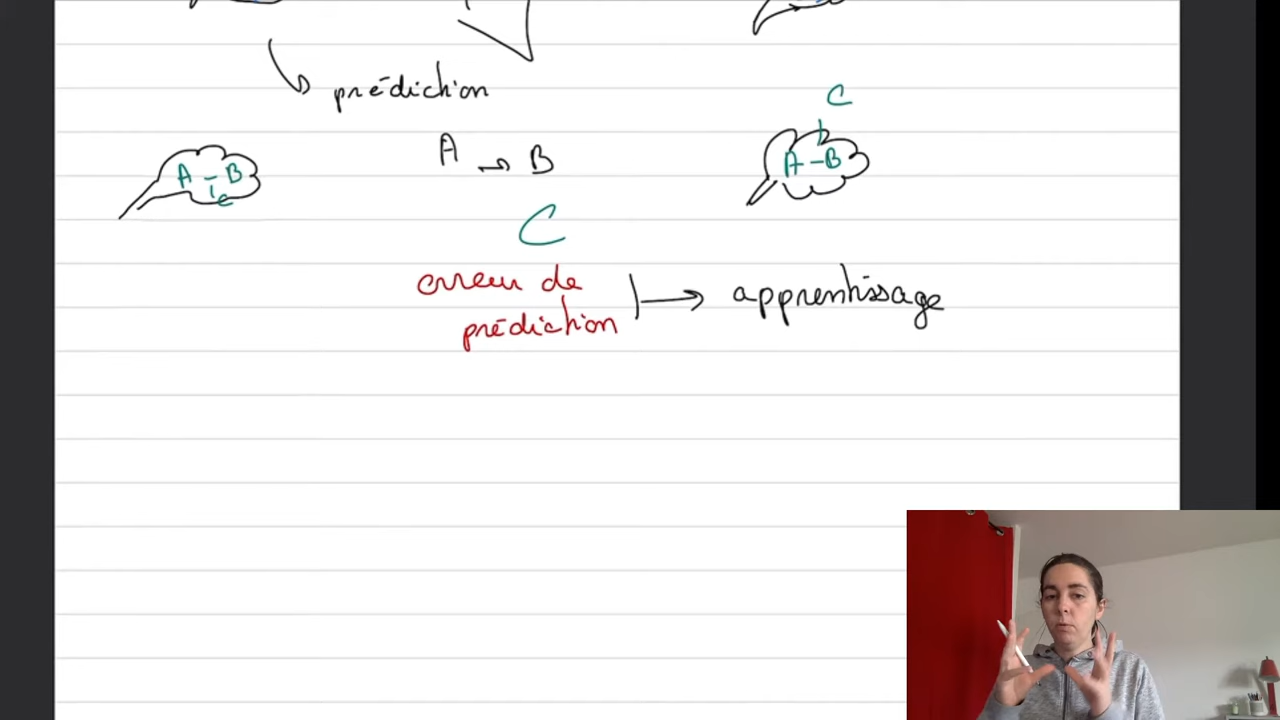 prédiction
C
A → B
A - B
C
A - B
C
erreur de
prédiction
→ apprentissage